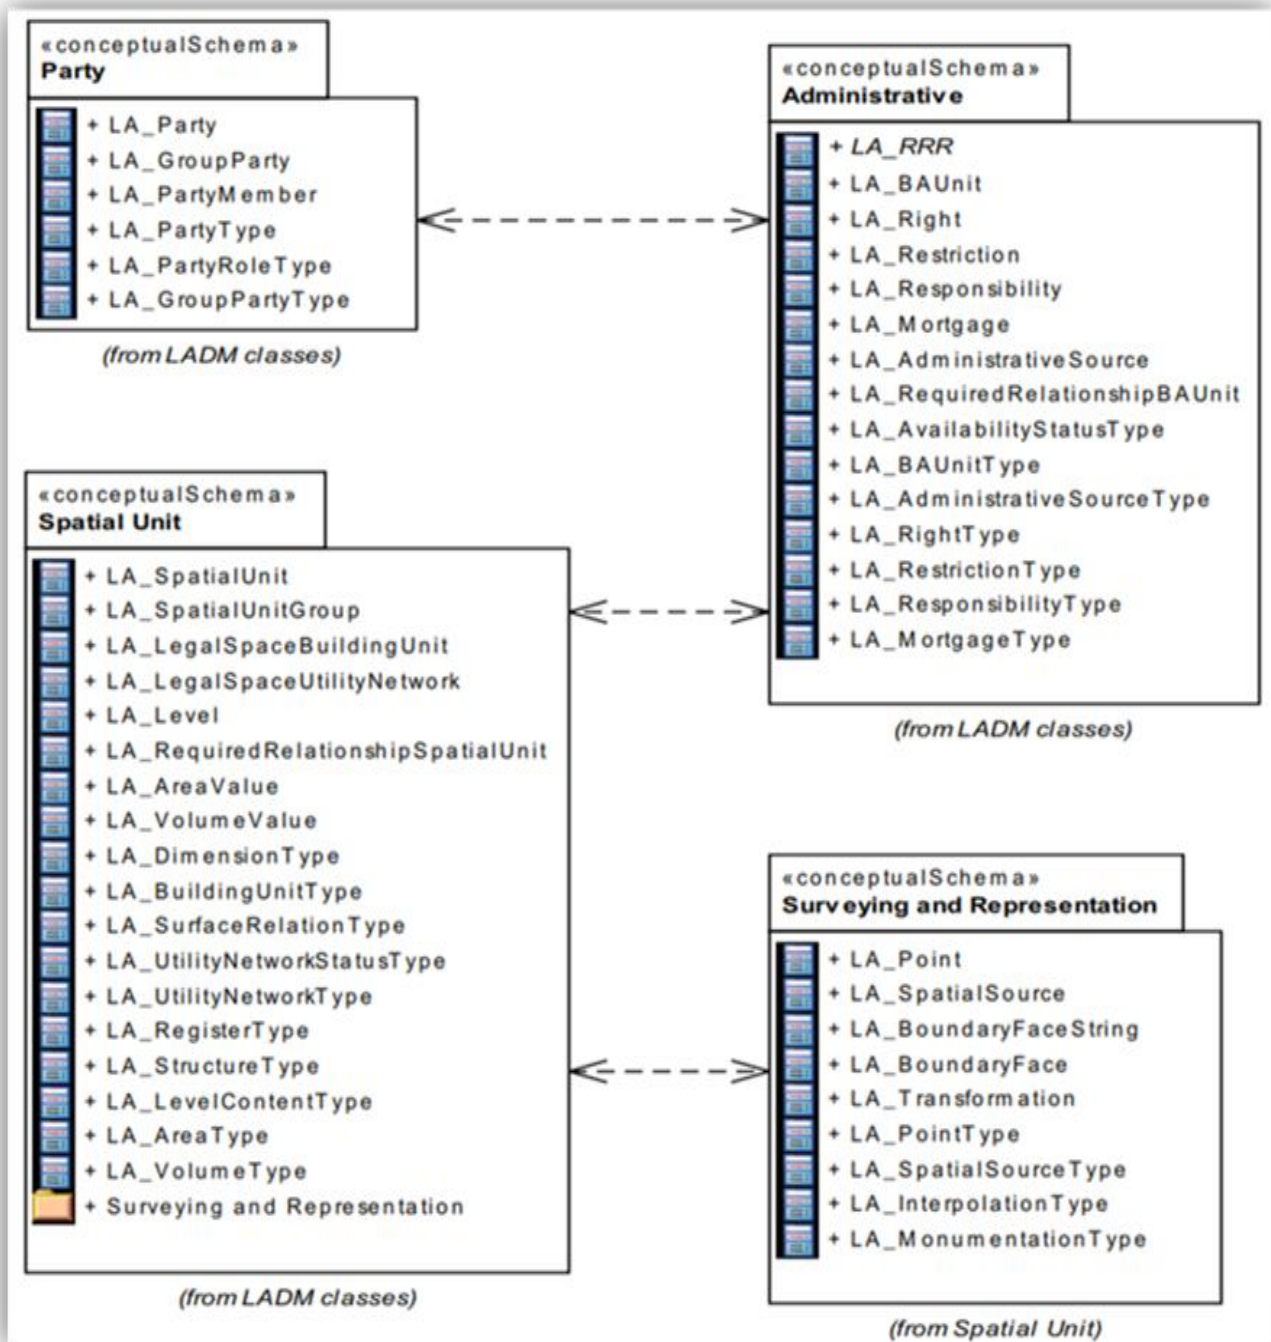 «conceptualSchema»
Party
+ LA_Party
+ LA_GroupParty
+ LA_PartyMember
+ LA_PartyType
+ LA_PartyRoleType
+ LA_GroupPartyType
(from LADM classes)
«conceptualSchema»
Administrative
+ LA_RRR
+ LA_BAUnit
+ LA_Right
+ LA_Restriction
+ LA_Responsibility
+ LA_Mortgage
+ LA_AdministrativeSource
+ LA_RequiredRelationshipBAUnit
+ LA_AvailabilityStatusType
+ LA_BAUnitType
+ LA_AdministrativeSourceType
+ LA_RightType
+ LA_RestrictionType
+ LA_ResponsibilityType
+ LA_MortgageType
(from LADM classes)
«conceptualSchema»
Spatial Unit
+ LA_SpatialUnit
+ LA_SpatialUnitGroup
+ LA_LegalSpaceBuildingUnit
+ LA_LegalSpaceUtilityNetwork
+ LA_Level
+ LA_RequiredRelationshipSpatialUnit
+ LA_AreaValue
+ LA_VolumeValue
+ LA_DimensionType
+ LA_BuildingUnitType
+ LA_SurfaceRelationType
+ LA_UtilityNetworkStatusType
+ LA_UtilityNetworkType
+ LA_RegisterType
+ LA_StructureType
+ LA_LevelContentType
+ LA_AreaType
+ LA_VolumeType
+ Surveying and Representation
(from LADM classes)
«conceptualSchema»
Surveying and Representation
+ LA_Point
+ LA_SpatialSource
+ LA_BoundaryFaceString
+ LA_BoundaryFace
+ LA_Transformation
+ LA_PointType
+ LA_SpatialSourceType
+ LA_InterpolationType
+ LA_MonumentationType
(from Spatial Unit)